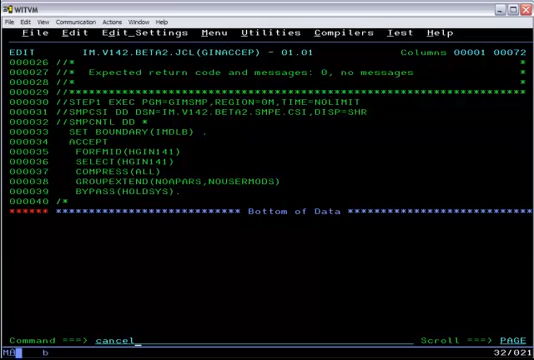 WITVM
File Edit View Communication Actions Window Help
File Edit Edit_Settings Menu Utilities Compilers Test Help
EDIT IM.V142.BETA2.JCL(GINACCEP) - 01.01 Columns 00001 00072
000026 //* *
000027 //* Expected return code and messages: 0, no messages *
000028 //* *
000029 //**********************************************************************
000030 //STEP1 EXEC PGM=GIMSMP,REGION=0M,TIME=NOLIMIT
000031 //SMPCSI DD DSN=IM.V142.BETA2.SMPE.CSI,DISP=SHR
000032 //SMPCNTL DD *
000033 SET BOUNDARY(IMDLB) .
000034 ACCEPT
000035 FORFMID(HGIN141)
000036 SELECT(HGIN141)
000037 COMPRESS(ALL)
000038 GROUPEXTEND(NOAPARS,NOUSERMODS)
000039 BYPASS(HOLDSYS).
000040 /*
****** **************************** Bottom of Data ****************************
Command ===> cancel_ Scroll ===> PAGE
MA b 32/021